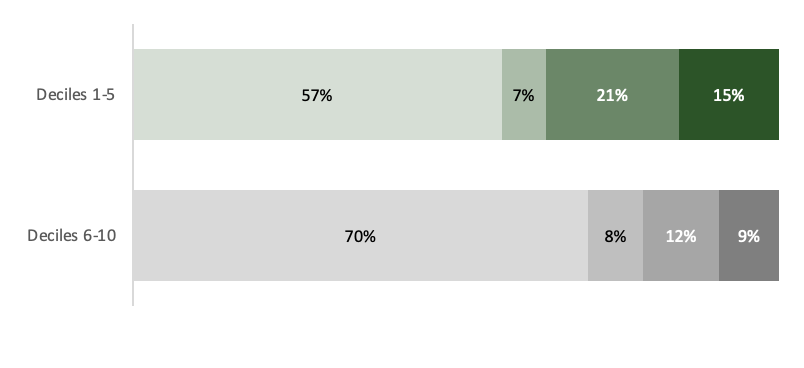 Deciles 1-5 57% 7% 21% 15%
Deciles 6-10 70% 8% 12% 9%